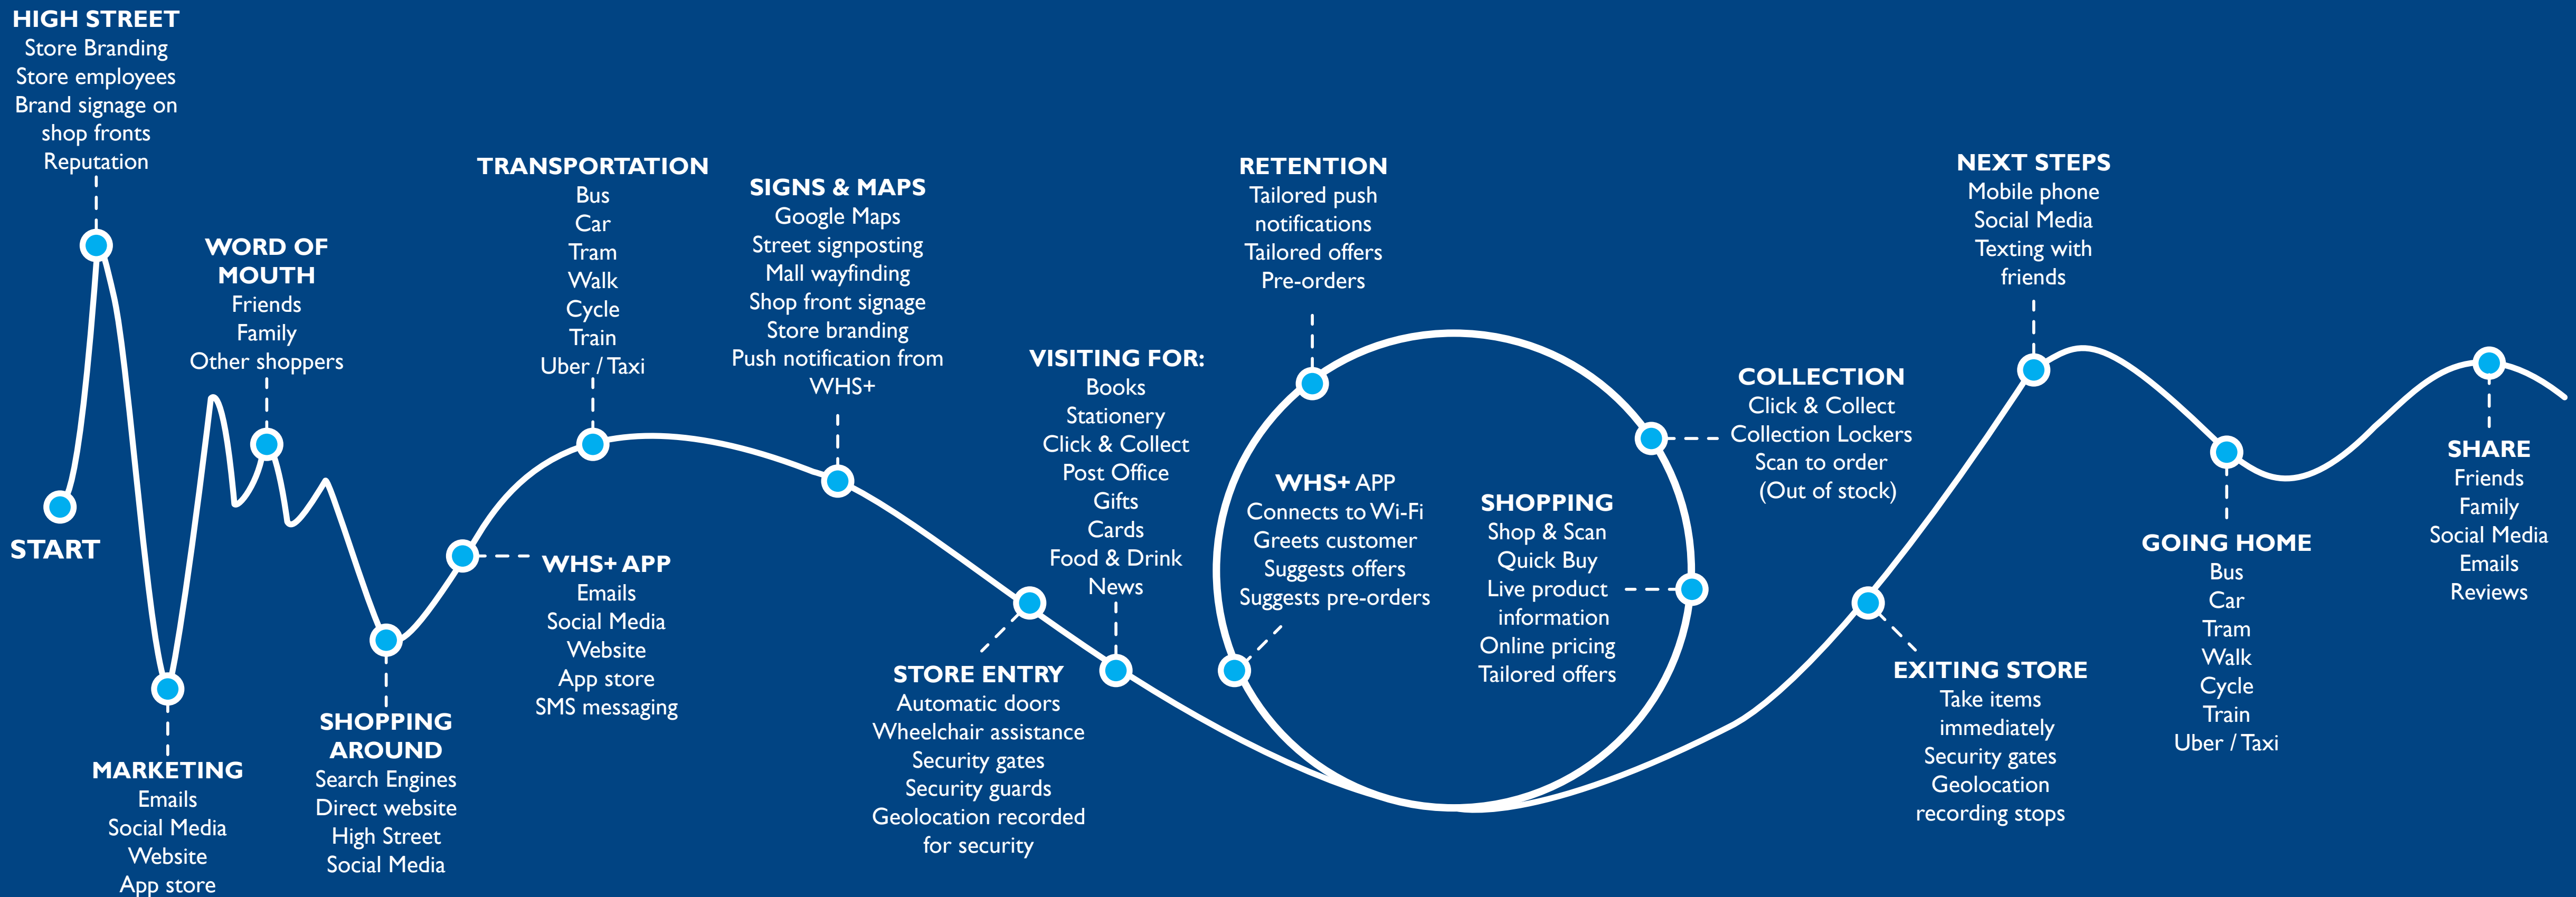 HIGH STREET
Store Branding
Store employees
Brand signage on
shop fronts
Reputation
START
MARKETING
Emails
Social Media
Website
App store
WORD OF
MOUTH
Friends
Family
Other shoppers
SHOPPING
AROUND
Search Engines
Direct website
High Street
Social Media
WHS+ APP
Emails
Social Media
Website
App store
SMS messaging
TRANSPORTATION
Bus
Car
Tram
Walk
Cycle
Train
Uber / Taxi
SIGNS & MAPS
Google Maps
Street signposting
Mall wayfinding
Shop front signage
Store branding
Push notification from
WHS+
STORE ENTRY
Automatic doors
Wheelchair assistance
Security gates
Security guards
Geolocation recorded
for security
VISITING FOR:
Books
Stationery
Click & Collect
Post Office
Gifts
Cards
Food & Drink
News
WHS+ APP
Connects to Wi-Fi
Greets customer
Suggests offers
Suggests pre-orders
RETENTION
Tailored push
notifications
Tailored offers
Pre-orders
COLLECTION
Click & Collect
Collection Lockers
Scan to order
(Out of stock)
SHOPPING
Shop & Scan
Quick Buy
Live product
information
Online pricing
Tailored offers
EXITING STORE
Take items
immediately
Security gates
Geolocation
recording stops
NEXT STEPS
Mobile phone
Social Media
Texting with
friends
GOING HOME
Bus
Car
Tram
Walk
Cycle
Train
Uber / Taxi
SHARE
Friends
Family
Social Media
Emails
Reviews